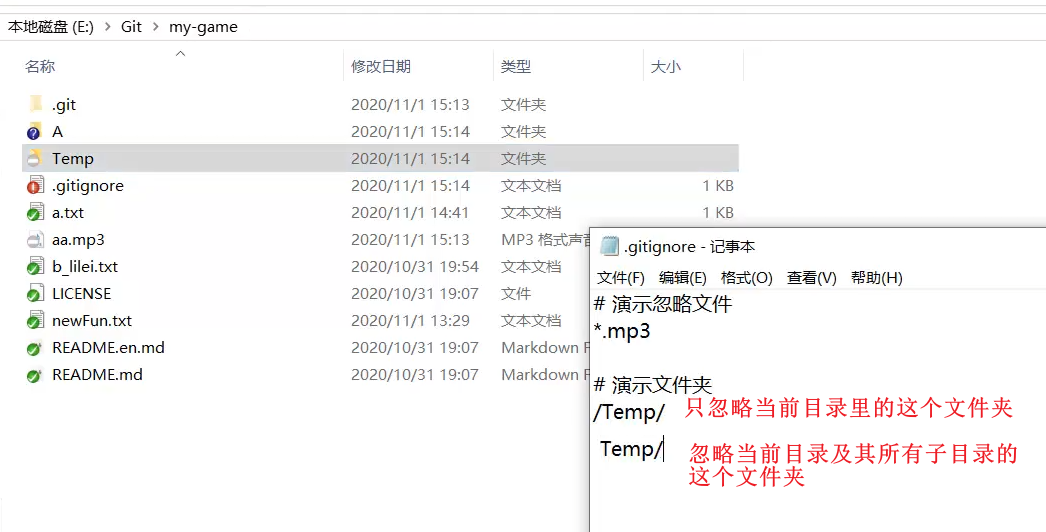 本地磁盘 (E:) > Git > my-game
名称 修改日期 类型 大小
.git 2020/11/1 15:13 文件夹
A 2020/11/1 15:14 文件夹
Temp 2020/11/1 15:14 文件夹
.gitignore 2020/11/1 15:14 文本文档 1 KB
a.txt 2020/11/1 14:41 文本文档 1 KB
aa.mp3 2020/11/1 15:13 MP3 格式声音
b_lilei.txt 2020/10/31 19:54 文本文档
LICENSE 2020/10/31 19:07 文件
newFun.txt 2020/11/1 13:29 文本文档
README.en.md 2020/10/31 19:07 Markdown F
README.md 2020/10/31 19:07 Markdown F
.gitignore - 记事本
文件(F) 编辑(E) 格式(O) 查看(V) 帮助(H)
# 演示忽略文件
*.mp3
# 演示文件夹
/Temp/ 只忽略当前目录里的这个文件夹
Temp/ 忽略当前目录及其所有子目录的
这个文件夹